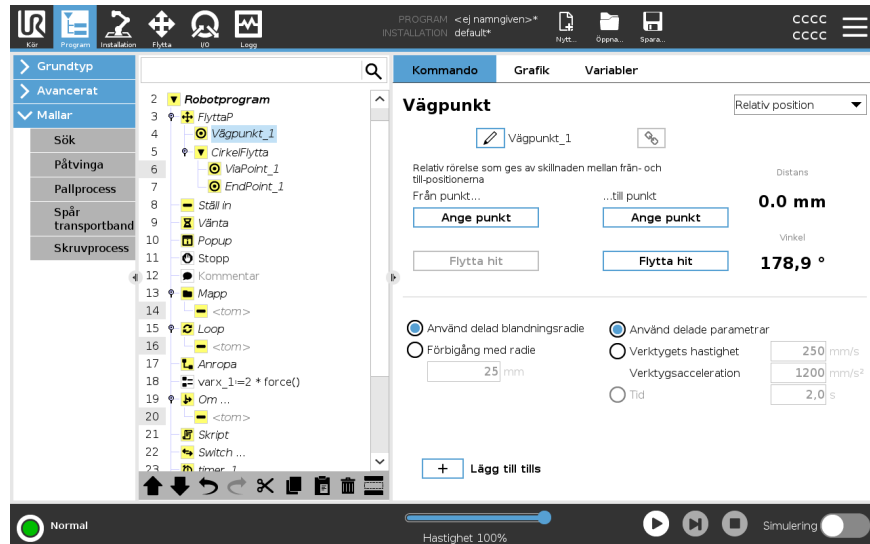 PROGRAM <ej namngiven>*
INSTALLATION default*
Kör
Program
Installation
Flytta
I/O
Logg
Nytt...
Öppna...
Spara...
cccc
cccc
Grundtyp
Avancerat
Mallar
Sök
Påtvinga
Pallprocess
Spår
transportband
Skruvprocess
2 Robotprogram
3 FlyttaP
4 Vägpunkt_1
5 CirkelFlytta
6 ViaPoint_1
7 EndPoint_1
8 Ställ in
9 Vänta
10 Popup
11 Stopp
12 Kommentar
13 Mapp
14 <tom>
15 Loop
16 <tom>
17 Anropa
18 varx_1≔2 * force()
19 Om ...
20 <tom>
21 Skript
22 Switch ...
23 timer_1
Kommando
Grafik
Variabler
Vägpunkt
Relativ position
Vägpunkt_1
Relativ rörelse som ges av skillnaden mellan från- och
till-positionerna
Från punkt...
...till punkt
Ange punkt
Ange punkt
Flytta hit
Flytta hit
Distans
0.0 mm
Vinkel
178,9 °
Använd delad blandningsradie
Förbigång med radie
25 mm
Använd delade parametrar
Verktygets hastighet 250 mm/s
Verktygsacceleration 1200 mm/s²
Tid 2,0 s
+ Lägg till tills
Normal
Hastighet 100%
Simulering